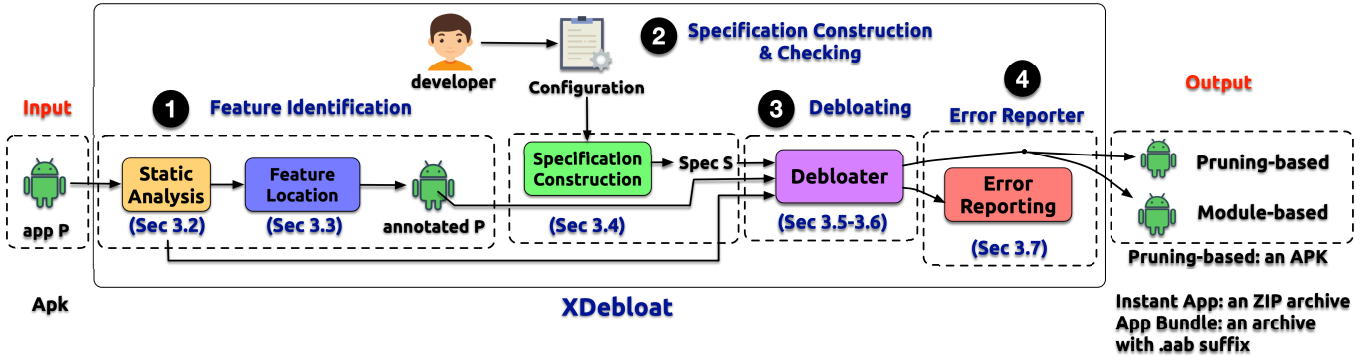 2
Specification Construction
& Checking
developer
Configuration
4
Input
1
Feature Identification
3
Debloating
Error Reporter
Output
app P
Static
Analysis
(Sec 3.2)
Feature
Location
(Sec 3.3)
annotated P
Specification
Construction
Spec S
(Sec 3.4)
Debloater
(Sec 3.5-3.6)
Error
Reporting
(Sec 3.7)
Pruning-based
Module-based
Pruning-based: an APK
Apk
XDebloat
Instant App: an ZIP archive
App Bundle: an archive
with .aab suffix